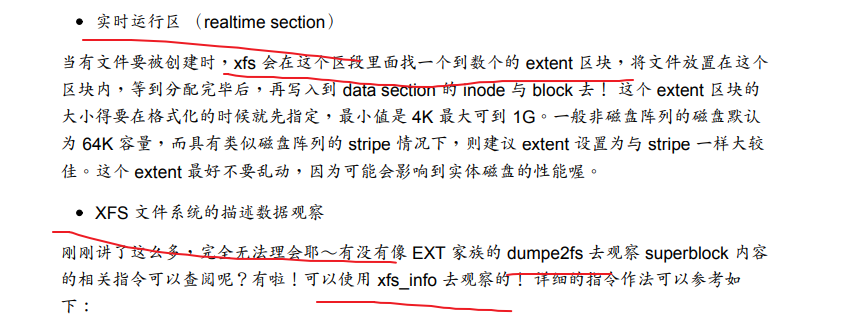 • 实时运行区 （realtime section）
当有文件要被创建时，xfs 会在这个区段里面找一个到数个的 extent 区块，将文件放置在这个
区块内，等到分配完毕后，再写入到 data section 的 inode 与 block 去！ 这个 extent 区块的
大小得要在格式化的时候就先指定，最小值是 4K 最大可到 1G。一般非磁盘阵列的磁盘默认
为 64K 容量，而具有类似磁盘阵列的 stripe 情况下，则建议 extent 设置为与 stripe 一样大较
佳。这个 extent 最好不要乱动，因为可能会影响到实体磁盘的性能喔。
• XFS 文件系统的描述数据观察
刚刚讲了这么多，完全无法理会耶～有没有像 EXT 家族的 dumpe2fs 去观察 superblock 内容
的相关指令可以查阅呢？有啦！可以使用 xfs_info 去观察的！ 详细的指令作法可以参考如
下：